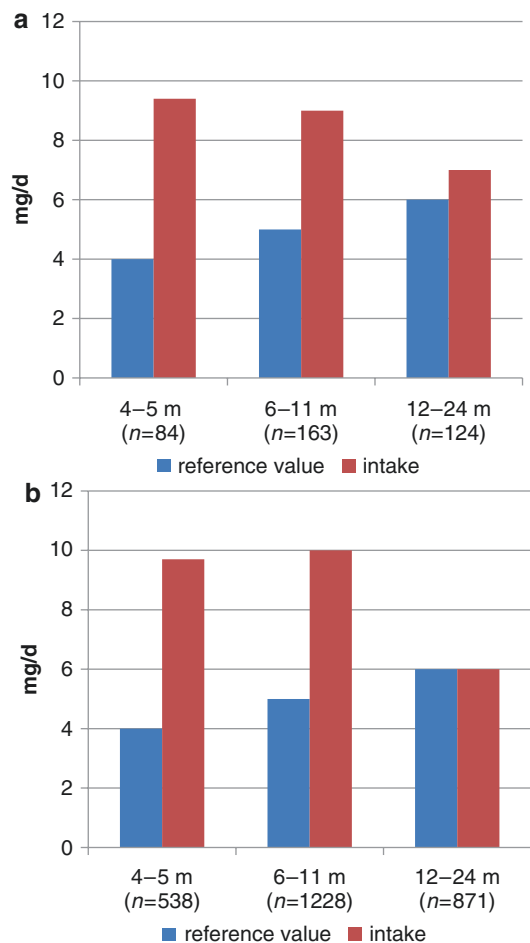 a
12
10
8
6
4
2
0
mg/d
4–5 m 6–11 m 12–24 m
(n=84) (n=163) (n=124)
reference value intake
b
12
10
8
6
4
2
0
mg/d
4–5 m 6–11 m 12–24 m
(n=538) (n=1228) (n=871)
reference value intake